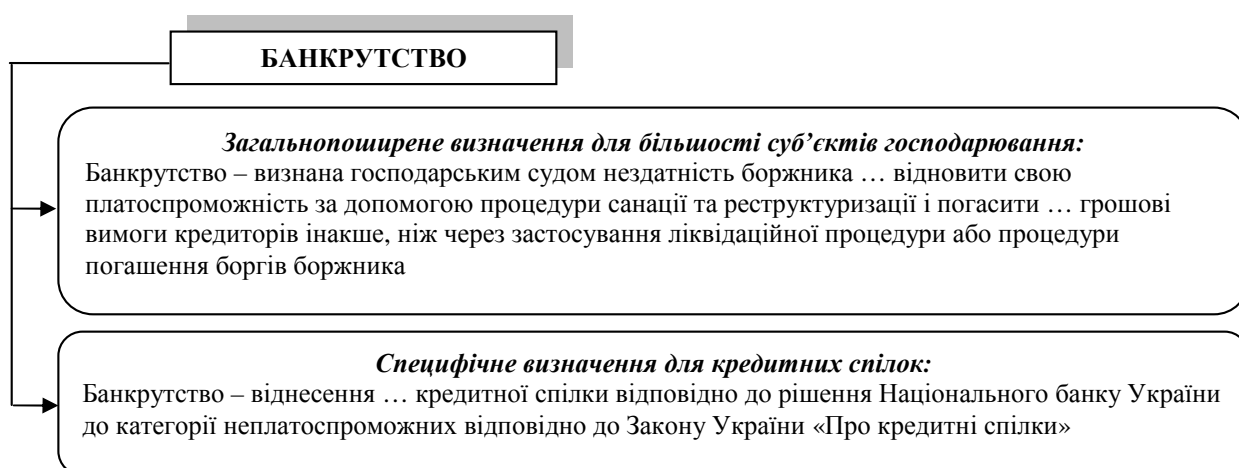 БАНКРУТСТВО
Загальнопоширене визначення для більшості суб’єктів господарювання:
Банкрутство – визнана господарським судом нездатність боржника … відновити свою
платоспроможність за допомогою процедури санації та реструктуризації і погасити … грошові
вимоги кредиторів інакше, ніж через застосування ліквідаційної процедури або процедури
погашення боргів боржника
Специфічне визначення для кредитних спілок:
Банкрутство – віднесення … кредитної спілки відповідно до рішення Національного банку України
до категорії неплатоспроможних відповідно до Закону України «Про кредитні спілки»